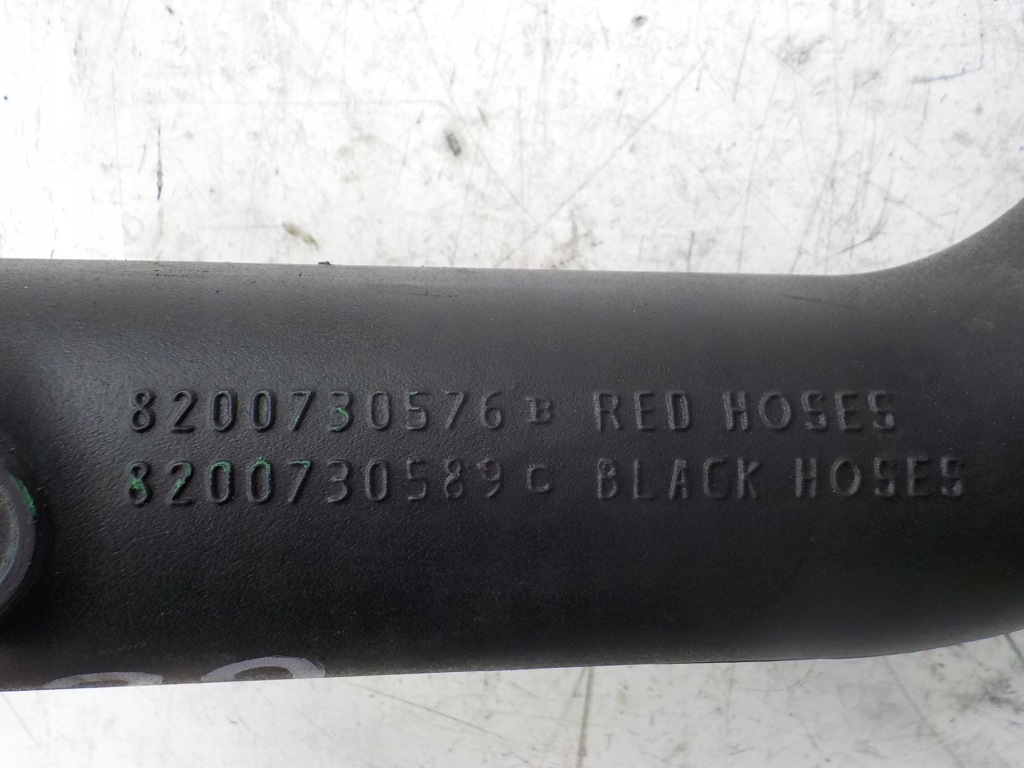 8200730576 B RED HOSES
8200730589 C BLACK HOSES